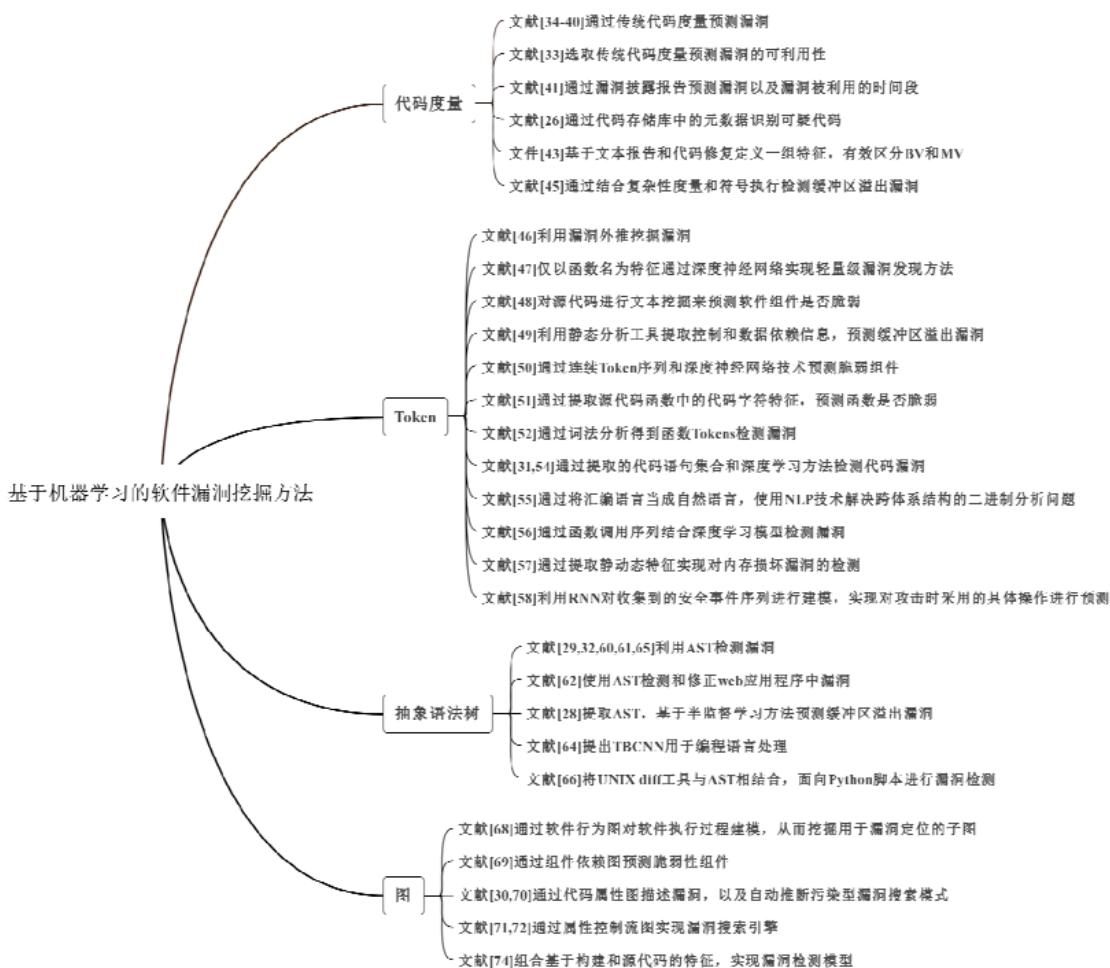 基于机器学习的软件漏洞挖掘方法
代码度量
文献[34-40]通过传统代码度量预测漏洞
文献[33]选取传统代码度量预测漏洞的可利用性
文献[41]通过漏洞披露报告预测漏洞以及漏洞被利用的时间段
文献[26]通过代码存储库中的元数据识别可疑代码
文件[43]基于文本报告和代码修复定义一组特征，有效区分BV和MV
文献[45]通过结合复杂性度量和符号执行检测缓冲区溢出漏洞
Token
文献[46]利用漏洞外推挖掘漏洞
文献[47]仅以函数名为特征通过深度神经网络实现轻量级漏洞发现方法
文献[48]对源代码进行文本挖掘来预测软件组件是否脆弱
文献[49]利用静态分析工具提取控制和数据依赖信息，预测缓冲区溢出漏洞
文献[50]通过连续Token序列和深度神经网络技术预测脆弱组件
文献[51]通过提取源代码函数中的代码字符特征，预测函数是否脆弱
文献[52]通过词法分析得到函数Tokens检测漏洞
文献[31,54]通过提取的代码语句集合和深度学习方法检测代码漏洞
文献[55]通过将汇编语言当成自然语言，使用NLP技术解决跨体系结构的二进制分析问题
文献[56]通过函数调用序列结合深度学习模型检测漏洞
文献[57]通过提取静动态特征实现对内存损坏漏洞的检测
文献[58]利用RNN对收集到的安全事件序列进行建模，实现对攻击时采用的具体操作进行预测
抽象语法树
文献[29,32,60,61,65]利用AST检测漏洞
文献[62]使用AST检测和修正web应用程序中漏洞
文献[28]提取AST，基于半监督学习方法预测缓冲区溢出漏洞
文献[64]提出TBCNN用于编程语言处理
文献[66]将UNIX diff工具与AST相结合，面向Python脚本进行漏洞检测
图
文献[68]通过软件行为图对软件执行过程建模，从而挖掘用于漏洞定位的子图
文献[69]通过组件依赖图预测脆弱性组件
文献[30,70]通过代码属性图描述漏洞，以及自动推断污染型漏洞搜索模式
文献[71,72]通过属性控制流图实现漏洞搜索引擎
文献[74]组合基于构建和源代码的特征，实现漏洞检测模型